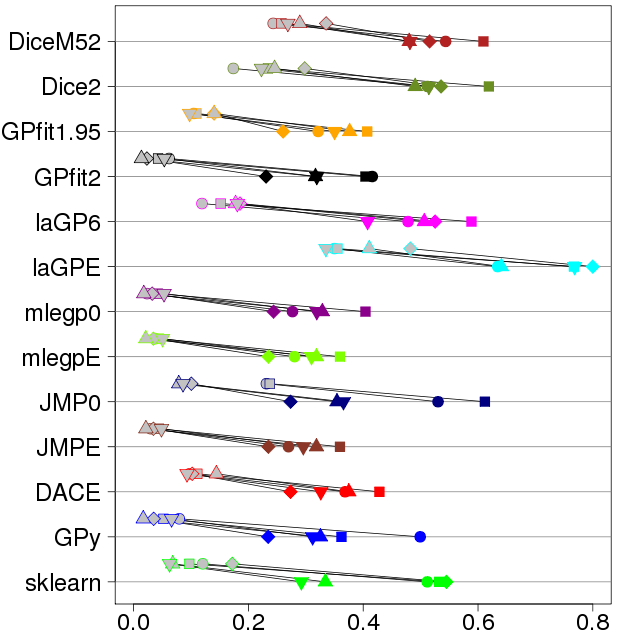 DiceM52
Dice2
GPfit1.95
GPfit2
laGP6
laGPE
mlegp0
mlegpE
JMP0
JMPE
DACE
GPy
sklearn
0.0 0.2 0.4 0.6 0.8